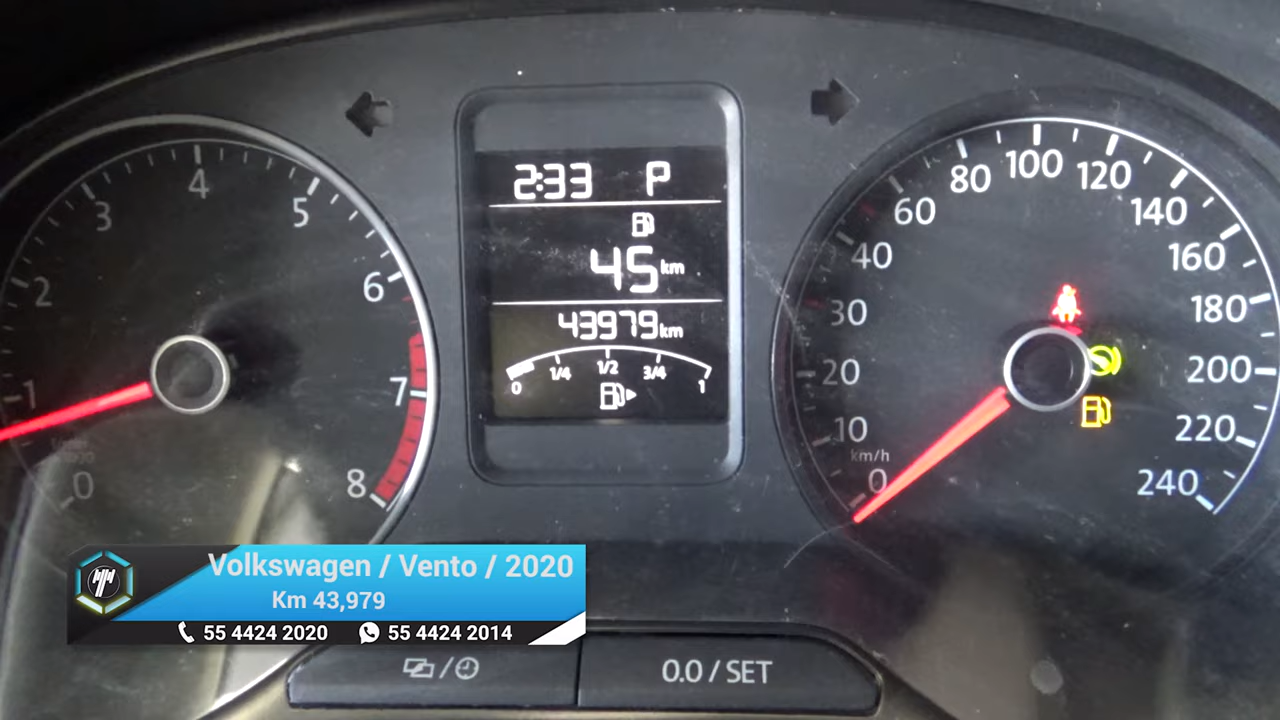 2:33 P
45 km
43979 km
0 1/4 1/2 3/4 1
1
2
3
4
5
6
7
8
0
0
10
20
30
40
60
80
100
120
140
160
180
200
220
240
km/h
Volkswagen / Vento / 2020
Km 43,979
55 4424 2020 55 4424 2014
0.0 / SET